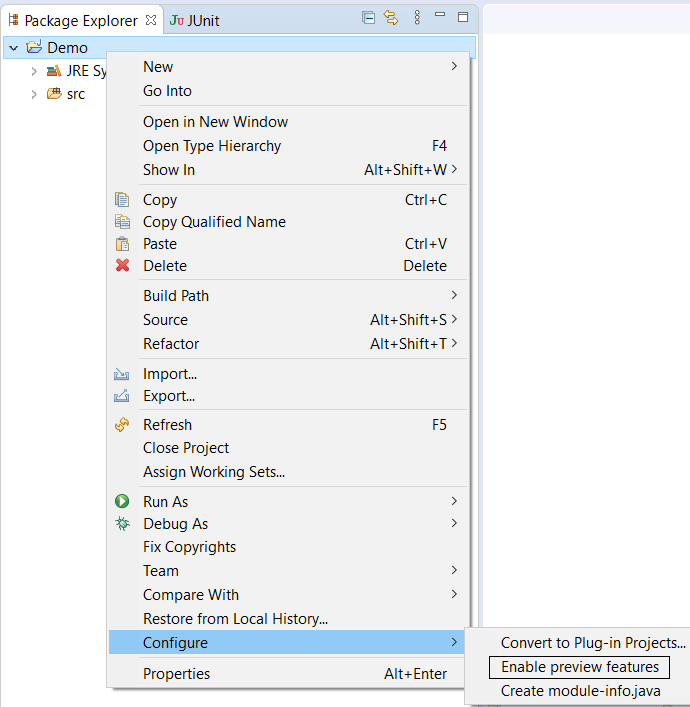 Package Explorer JUnit
Demo
JRE Sy
src
New
Go Into
Open in New Window
Open Type Hierarchy F4
Show In Alt+Shift+W
Copy Ctrl+C
Copy Qualified Name
Paste Ctrl+V
Delete Delete
Build Path
Source Alt+Shift+S
Refactor Alt+Shift+T
Import...
Export...
Refresh F5
Close Project
Assign Working Sets...
Run As
Debug As
Fix Copyrights
Team
Compare With
Restore from Local History...
Configure
Properties Alt+Enter
Convert to Plug-in Projects...
Enable preview features
Create module-info.java